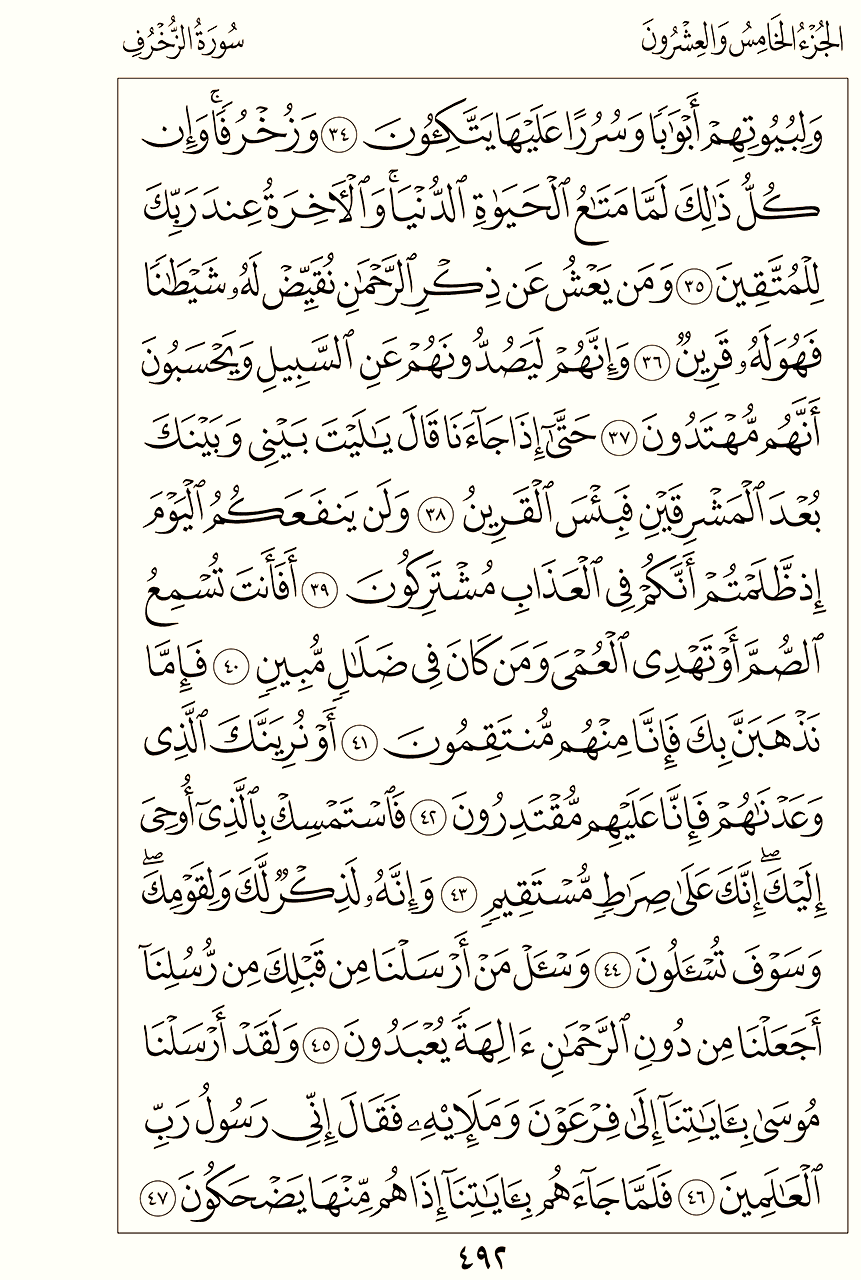 الجُزْءُ الخَامِسُ وَالعِشْرُونَ
سُورَةُ الزُّخْرُفِ
وَلِبُيُوتِهِمْ أَبْوَٰبًا وَسُرُرًا عَلَيْهَا يَتَّكِـُٔونَ ٣٤ وَزُخْرُفًاۚ وَإِن
كُلُّ ذَٰلِكَ لَمَّا مَتَٰعُ ٱلْحَيَوٰةِ ٱلدُّنْيَاۚ وَٱلْأَخِرَةُ عِندَ رَبِّكَ
لِلْمُتَّقِينَ ٣٥ وَمَن يَعْشُ عَن ذِكْرِ ٱلرَّحْمَٰنِ نُقَيِّضْ لَهُۥ شَيْطَٰنًا
فَهُوَ لَهُۥ قَرِينٌ ٣٦ وَإِنَّهُمْ لَيَصُدُّونَهُمْ عَنِ ٱلسَّبِيلِ وَيَحْسَبُونَ
أَنَّهُم مُّهْتَدُونَ ٣٧ حَتَّىٰٓ إِذَا جَآءَنَا قَالَ يَٰلَيْتَ بَيْنِى وَبَيْنَكَ
بُعْدَ ٱلْمَشْرِقَيْنِ فَبِئْسَ ٱلْقَرِينُ ٣٨ وَلَن يَنفَعَكُمُ ٱلْيَوْمَ
إِذ ظَّلَمْتُمْ أَنَّكُمْ فِى ٱلْعَذَابِ مُشْتَرِكُونَ ٣٩ أَفَأَنتَ تُسْمِعُ
ٱلصُّمَّ أَوْ تَهْدِى ٱلْعُمْىَ وَمَن كَانَ فِى ضَلَٰلٍ مُّبِينٍ ٤٠ فَإِمَّا
نَذْهَبَنَّ بِكَ فَإِنَّا مِنْهُم مُّنتَقِمُونَ ٤١ أَوْ نُرِيَنَّكَ ٱلَّذِى
وَعَدْنَٰهُمْ فَإِنَّا عَلَيْهِم مُّقْتَدِرُونَ ٤٢ فَٱسْتَمْسِكْ بِٱلَّذِىٓ أُوحِىَ
إِلَيْكَۖ إِنَّكَ عَلَىٰ صِرَٰطٍ مُّسْتَقِيمٍ ٤٣ وَإِنَّهُۥ لَذِكْرٌ لَّكَ وَلِقَوْمِكَۖ
وَسَوْفَ تُسْـَٔلُونَ ٤٤ وَسْـَٔلْ مَنْ أَرْسَلْنَا مِن قَبْلِكَ مِن رُّسُلِنَآ
أَجَعَلْنَا مِن دُونِ ٱلرَّحْمَٰنِ ءَالِهَةً يُعْبَدُونَ ٤٥ وَلَقَدْ أَرْسَلْنَا
مُوسَىٰ بِـَٔايَٰتِنَآ إِلَىٰ فِرْعَوْنَ وَمَلَإِي۟هِۦ فَقَالَ إِنِّى رَسُولُ رَبِّ
ٱلْعَٰلَمِينَ ٤٦ فَلَمَّا جَآءَهُم بِـَٔايَٰتِنَآ إِذَا هُم مِّنْهَا يَضْحَكُونَ ٤٧
٤٩٢